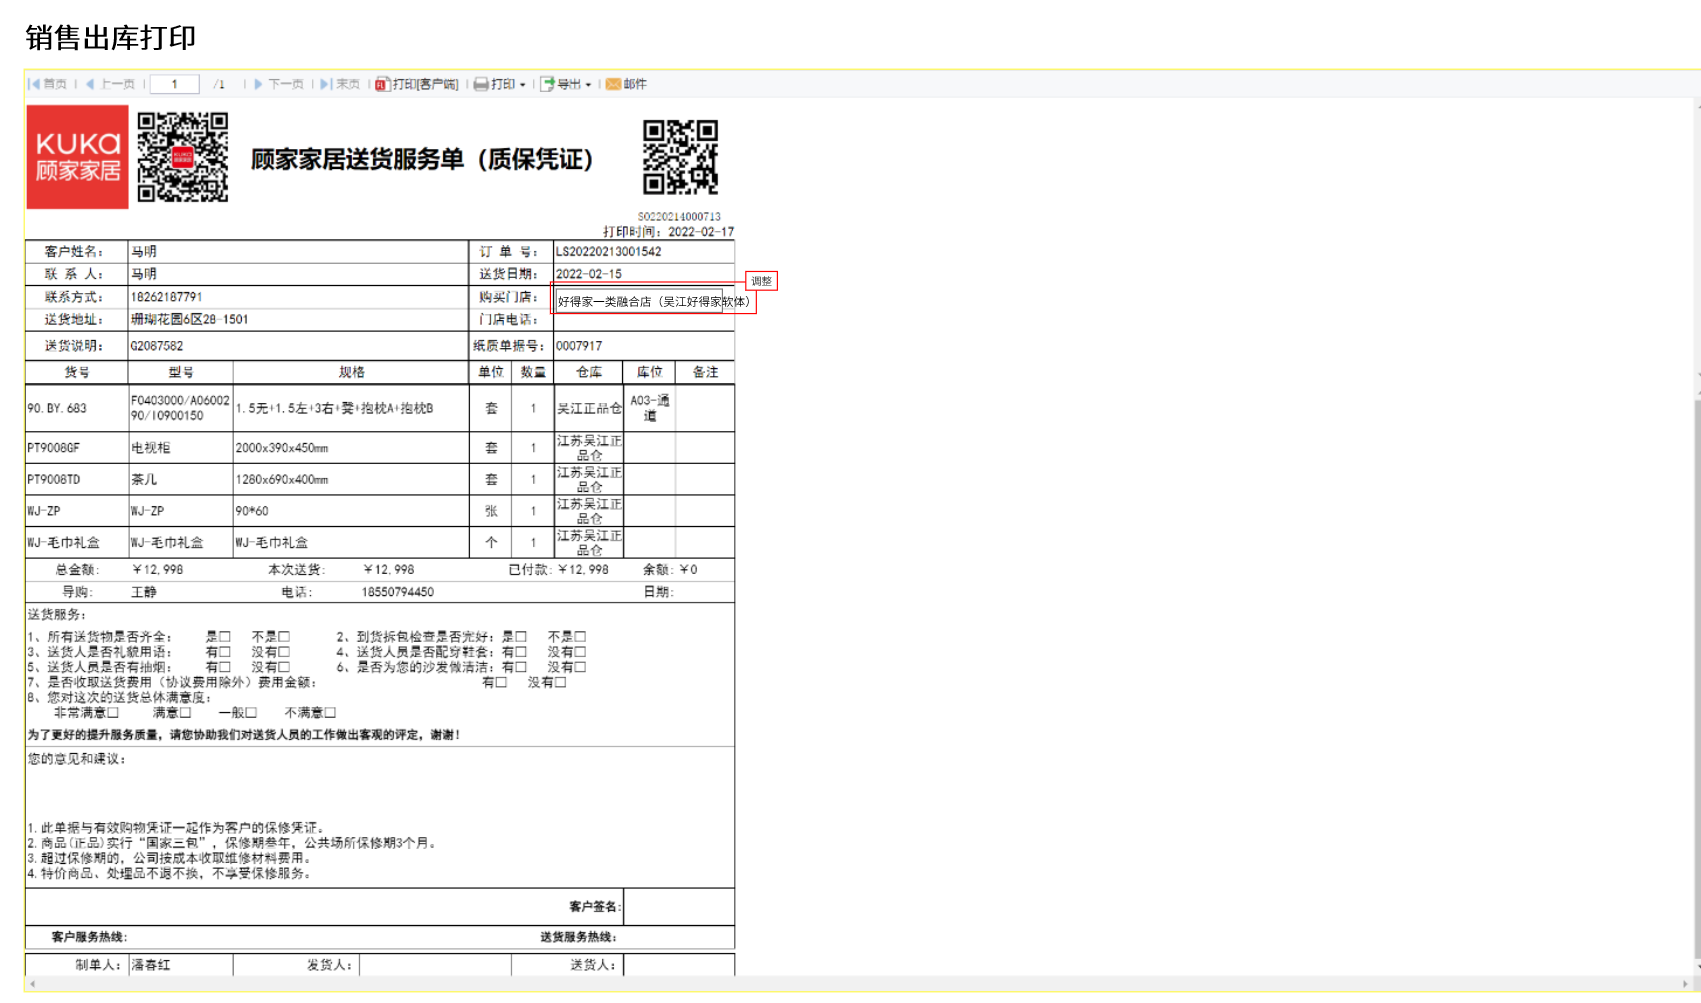 销售出库打印
首页 上一页 1 /1 下一页 末页 打印[客户端] 打印 导出 邮件
KUKa
顾家家居
顾家家居送货服务单（质保凭证）
SO220214000713
打印时间：2022-02-17
客户姓名： 马明 订 单 号： LS20220213001542
联 系 人： 马明 送货日期： 2022-02-15
调整
联系方式： 18262187791 购买门店： 好得家一类融合店（吴江好得家软体）
送货地址： 珊瑚花园6区28-1501 门店电话：
送货说明： G2087582 纸质单据号： 0007917
货号 型号 规格 单位 数量 仓库 库位 备注
90.BY.683 F0403000/A0600290/I0900150 1.5无+1.5左+3右+凳+抱枕A+抱枕B 套 1 吴江正品仓 A03-通道
PT9008GF 电视柜 2000x390x450mm 套 1 江苏吴江正品仓
PT9008TD 茶几 1280x690x400mm 套 1 江苏吴江正品仓
WJ-ZP WJ-ZP 90*60 张 1 江苏吴江正品仓
WJ-毛巾礼盒 WJ-毛巾礼盒 WJ-毛巾礼盒 个 1 江苏吴江正品仓
总金额： ￥12,998 本次送货： ￥12,998 已付款：￥12,998 余额：￥0
导购： 王静 电话： 18550794450 日期：
送货服务：
1、所有送货物是否齐全： 是□ 不是□ 2、到货拆包检查是否完好：是□ 不是□
3、送货人是否礼貌用语： 有□ 没有□ 4、送货人员是否配穿鞋套：有□ 没有□
5、送货人员是否有抽烟： 有□ 没有□ 6、是否为您的沙发做清洁：有□ 没有□
7、是否收取送货费用（协议费用除外）费用金额： 有□ 没有□
8、您对这次的送货总体满意度：
非常满意□ 满意□ 一般□ 不满意□
为了更好的提升服务质量，请您协助我们对送货人员的工作做出客观的评定，谢谢！
您的意见和建议：
1.此单据与有效购物凭证一起作为客户的保修凭证。
2.商品(正品)实行“国家三包”，保修期叁年，公共场所保修期3个月。
3.超过保修期的，公司按成本收取维修材料费用。
4.特价商品、处理品不退不换，不享受保修服务。
客户签名：
客户服务热线： 送货服务热线：
制单人： 潘春红 发货人： 送货人：